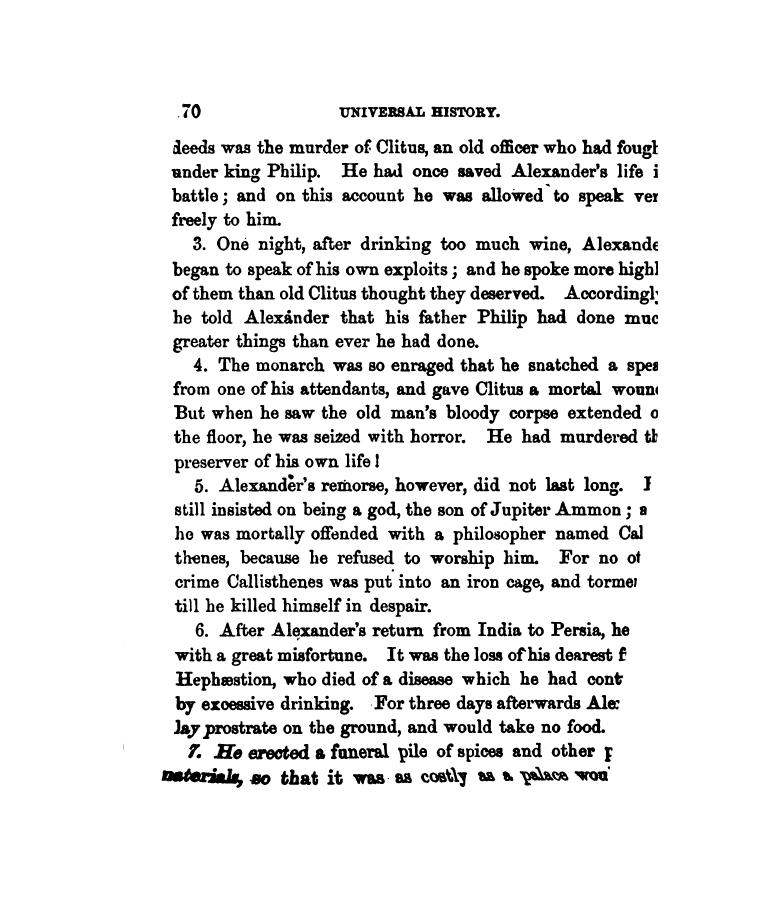 70 UNIVERSAL HISTORY.
deeds was the murder of Clitus, an old officer who had fough
under king Philip. He had once saved Alexander's life i
battle; and on this account he was allowed to speak ver
freely to him.
3. One night, after drinking too much wine, Alexande
began to speak of his own exploits; and he spoke more highl
of them than old Clitus thought they deserved. Accordingly
he told Alexander that his father Philip had done muc
greater things than ever he had done.
4. The monarch was so enraged that he snatched a spea
from one of his attendants, and gave Clitus a mortal woun
But when he saw the old man's bloody corpse extended o
the floor, he was seized with horror. He had murdered th
preserver of his own life!
5. Alexander's remorse, however, did not last long. H
still insisted on being a god, the son of Jupiter Ammon; a
he was mortally offended with a philosopher named Cal
thenes, because he refused to worship him. For no ot
crime Callisthenes was put into an iron cage, and tormen
till he killed himself in despair.
6. After Alexander's return from India to Persia, he
with a great misfortune. It was the loss of his dearest f
Hephæstion, who died of a disease which he had cont
by excessive drinking. For three days afterwards Alex
lay prostrate on the ground, and would take no food.
7. He erected a funeral pile of spices and other p
materials, so that it was as costly as a palace wou